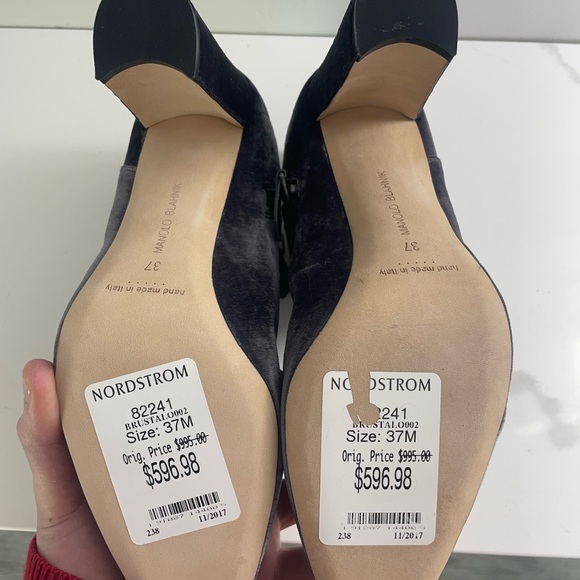 MANOLO BLAHNIK
37
hand made in Italy
NORDSTROM
82241
BRUSTALO002
Size: 37M
Orig. Price $995.00
$596.98
238 11/2017
MANOLO BLAHNIK
37
hand made in Italy
NORDSTROM
2241
BRUSTALO002
Size: 37M
Orig. Price $995.00
$596.98
238 11/2017